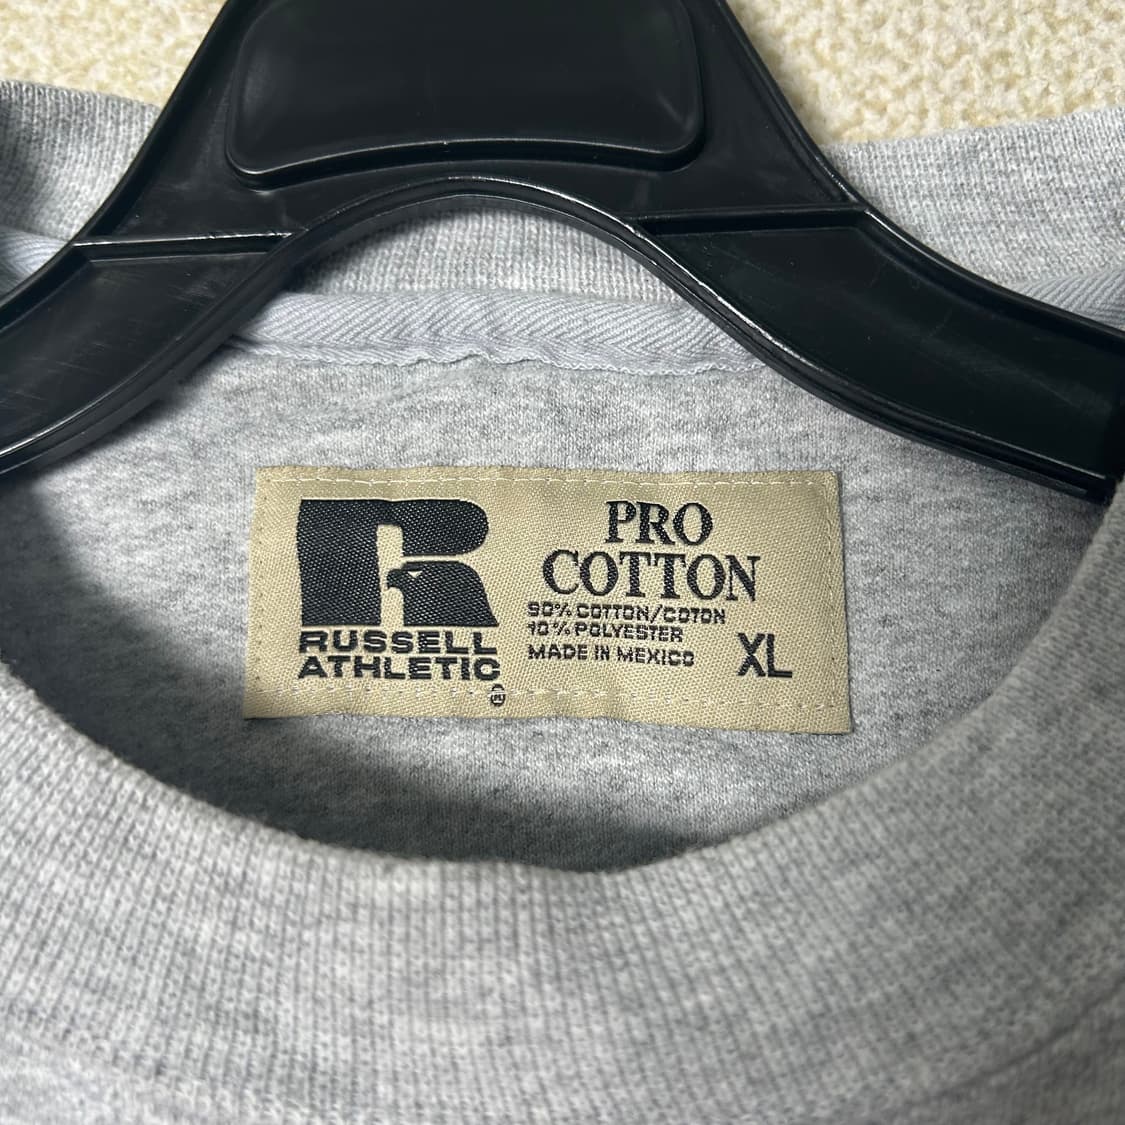 RUSSELL
ATHLETIC
®
PRO
COTTON
90% COTTON/COTON
10% POLYESTER
MADE IN MEXICO
XL